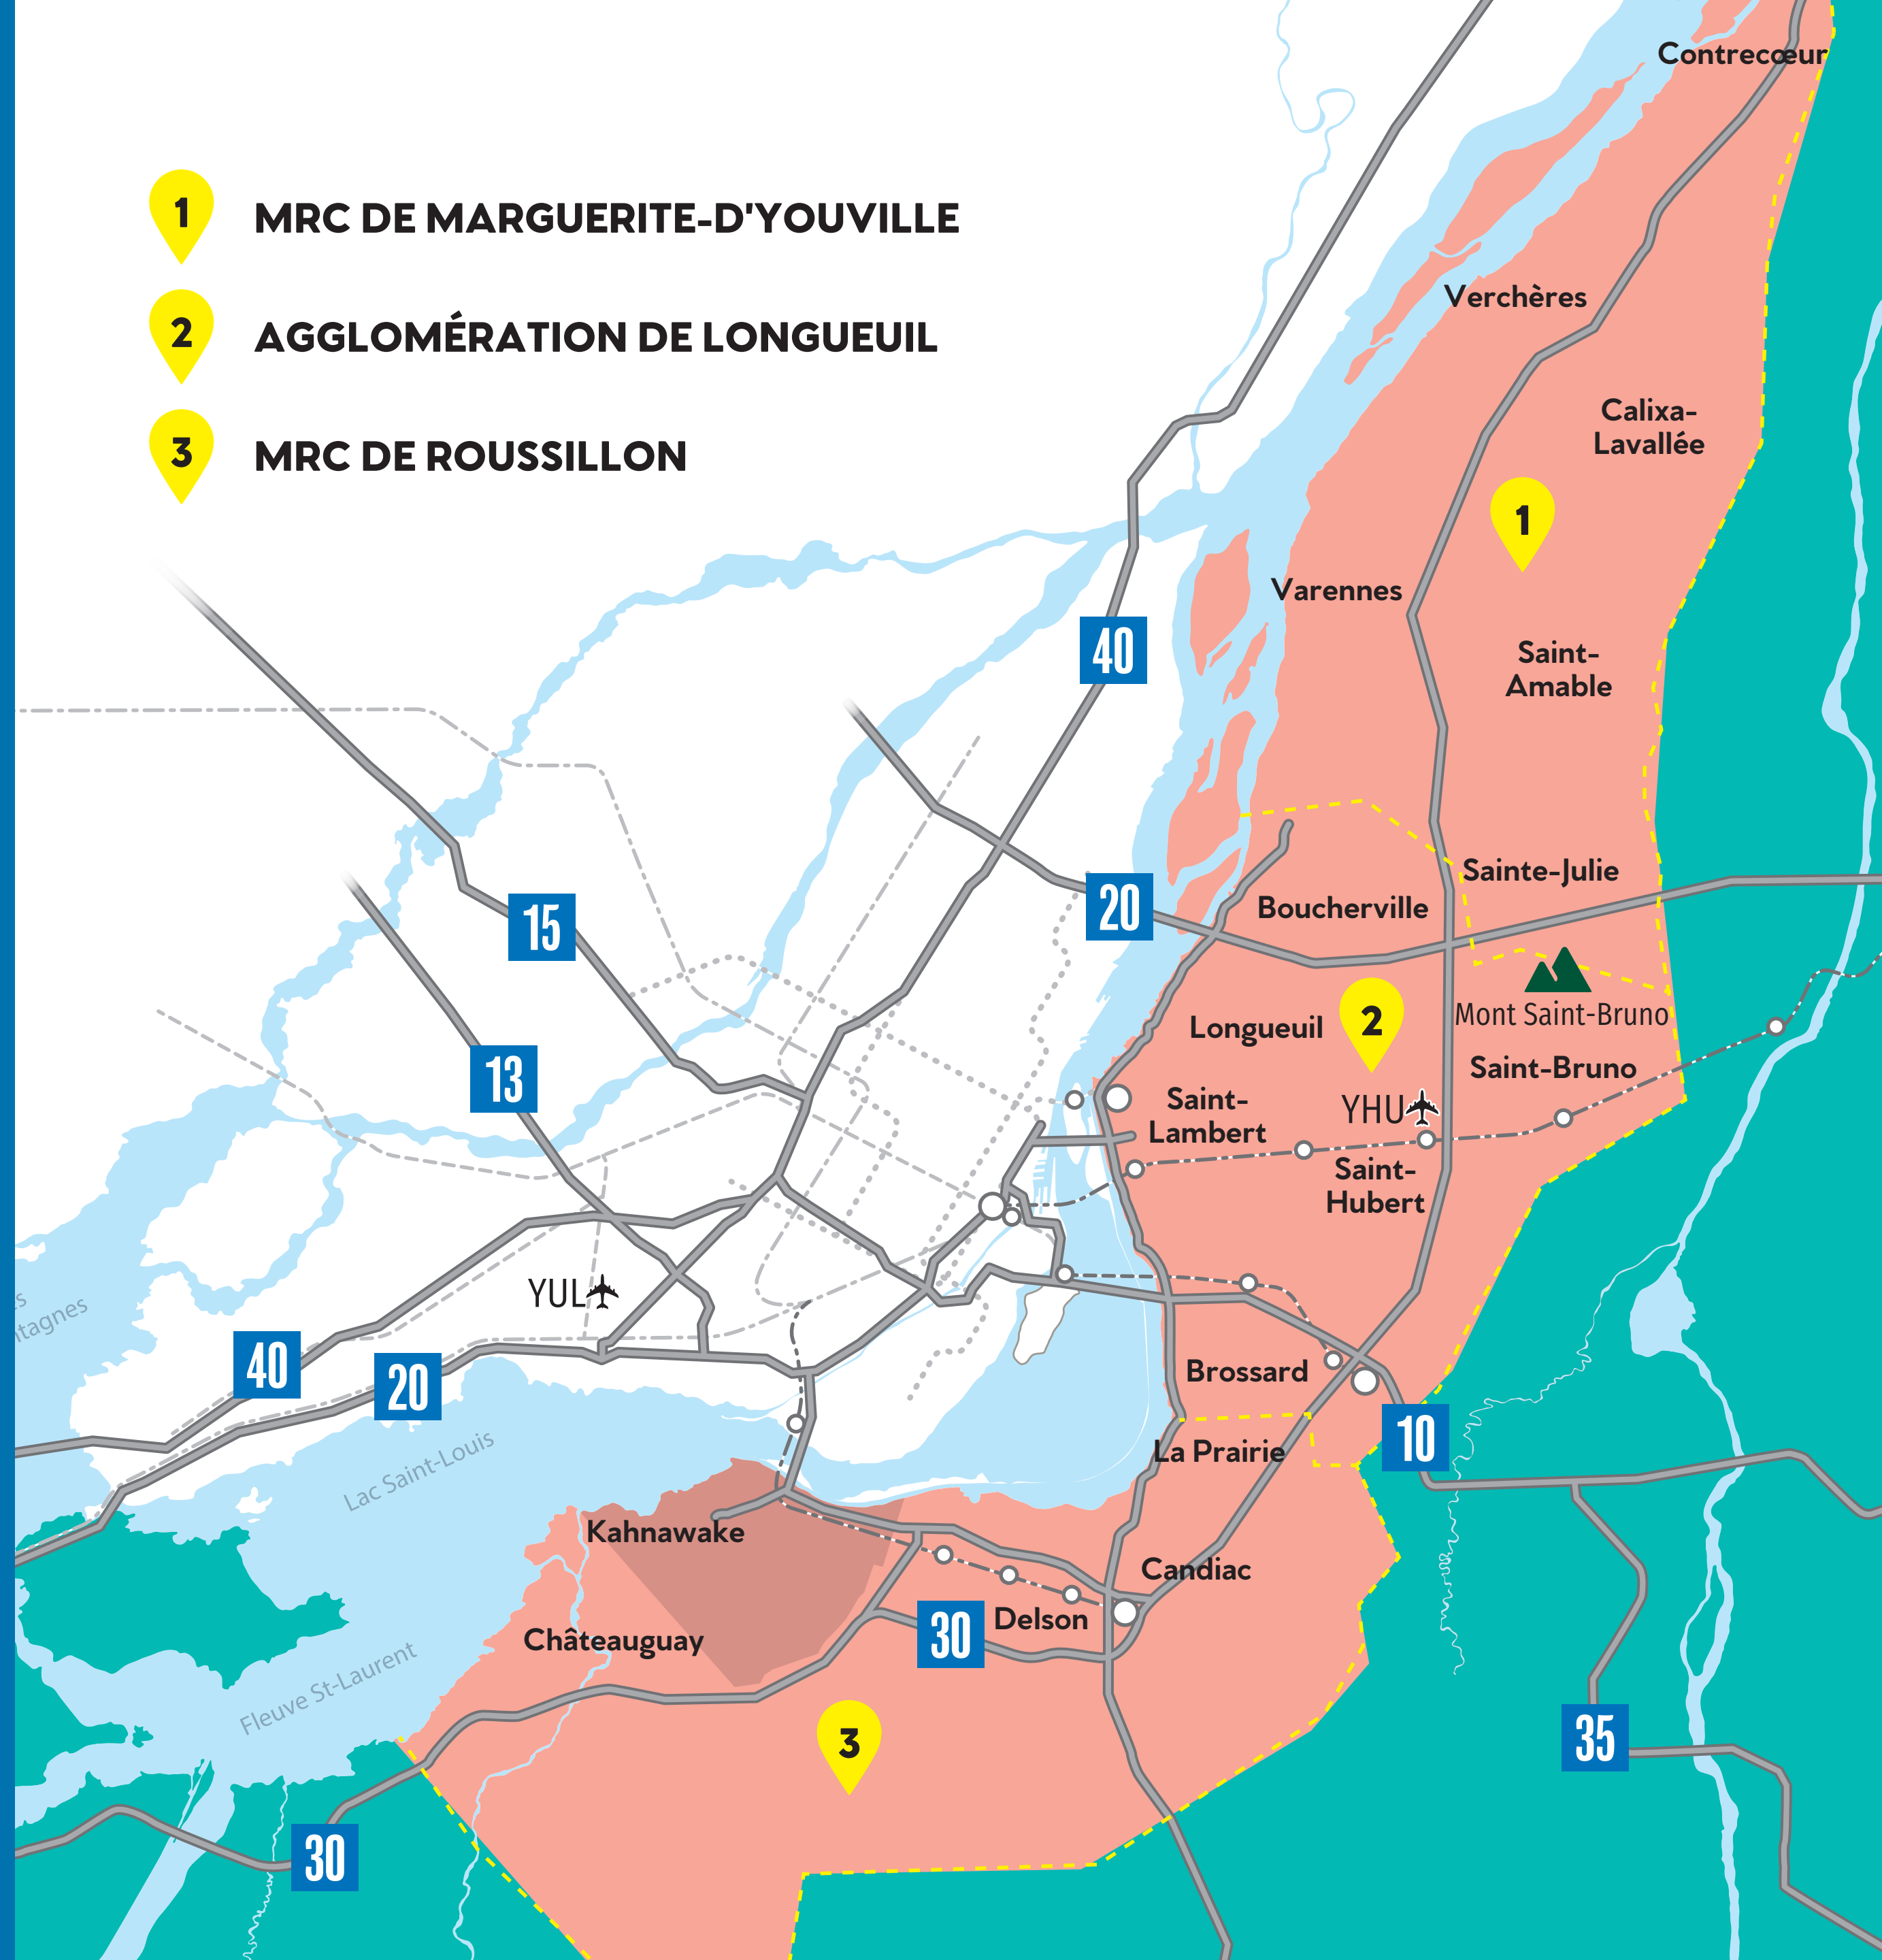 Contrecœur
1 MRC DE MARGUERITE-D'YOUVILLE
2 AGGLOMÉRATION DE LONGUEUIL
3 MRC DE ROUSSILLON
Verchères
Calixa-
Lavallée
1
Varennes
40
Saint-
Amable
Sainte-Julie
20
Boucherville
15
2
Longueuil
Mont Saint-Bruno
Saint-Bruno
13
Saint-
Lambert
YHU
Saint-
Hubert
YUL
40
20
Brossard
10
La Prairie
Lac Saint-Louis
Kahnawake
Candiac
30
Delson
Châteauguay
Fleuve St-Laurent
3
35
30